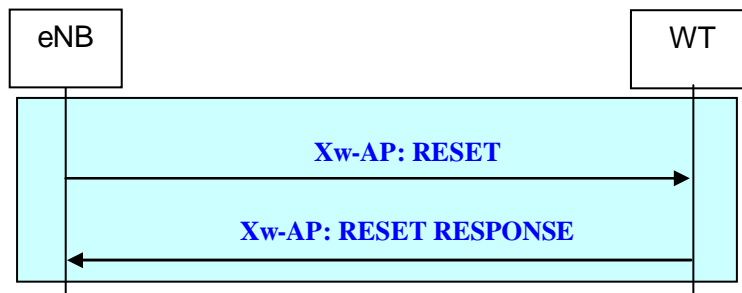 eNB
WT
Xw-AP: RESET
Xw-AP: RESET RESPONSE